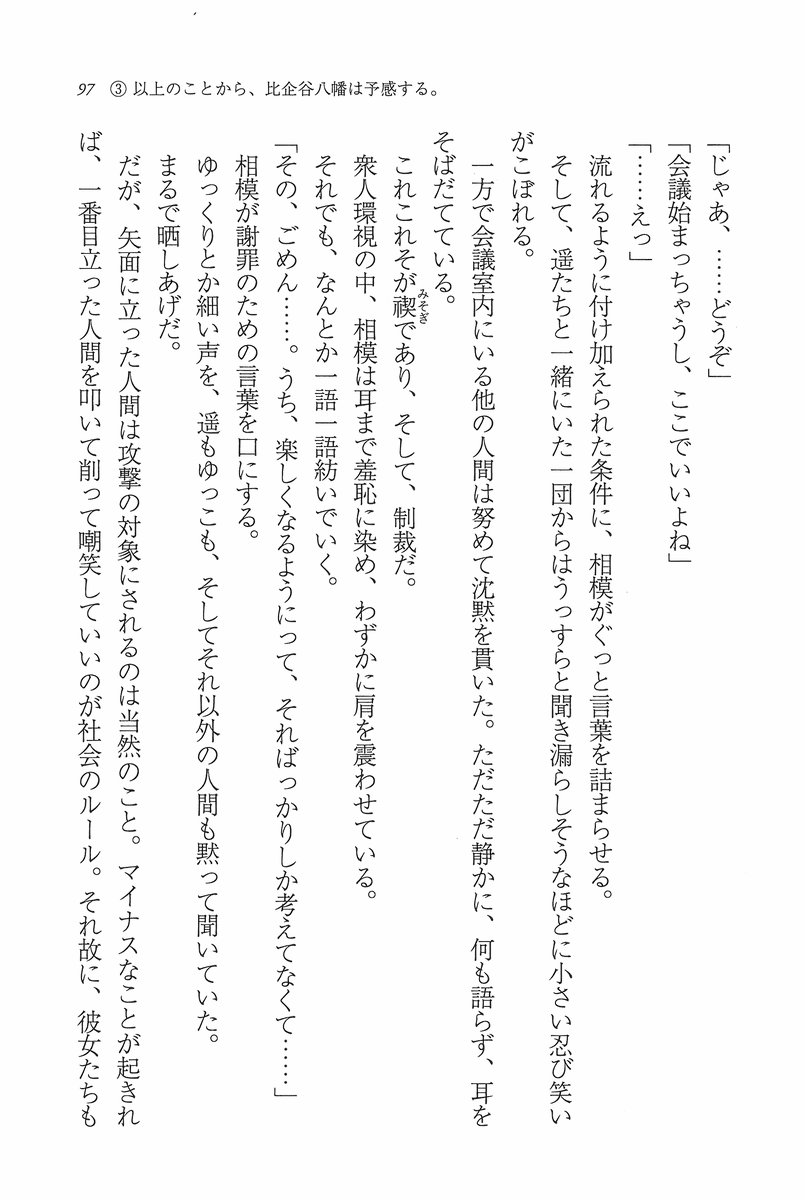 97 ③ 以上のことから、比企谷八幡は予感する。
「じゃあ、……どうぞ」
「会議始まっちゃうし、ここでいいよね」
「……えっ」
流れるように付け加えられた条件に、相模がぐっと言葉を詰まらせる。
そして、遥たちと一緒にいた一団からはうっすらと聞き漏らしそうなほどに小さい忍び笑い
がこぼれる。
一方で会議室内にいる他の人間は努めて沈黙を貫いた。ただただ静かに、何も語らず、耳を
そばだてている。
これこそが禊であり、そして、制裁だ。
みそぎ
衆人環視の中、相模は耳まで羞恥に染め、わずかに肩を震わせている。
それでも、なんとか一語一語紡いでいく。
「その、ごめん……。うち、楽しくなるようにって、そればっかりしか考えてなくて……」
相模が謝罪のための言葉を口にする。
ゆっくりとか細い声を、遥もゆっこも、そしてそれ以外の人間も黙って聞いていた。
まるで晒しあげだ。
だが、矢面に立った人間は攻撃の対象にされるのは当然のこと。マイナスなことが起きれ
ば、一番目立った人間を叩いて削って嘲笑していいのが社会のルール。それ故に、彼女たちも